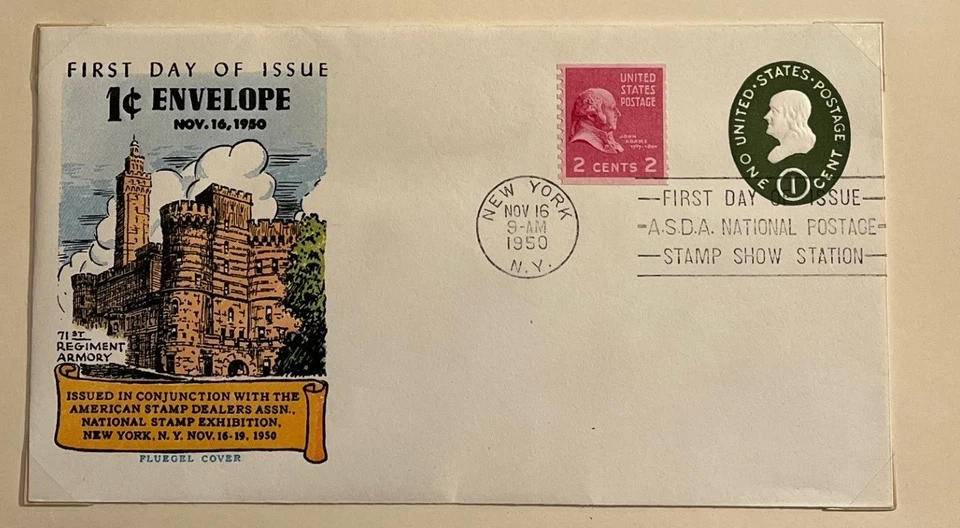 FIRST DAY OF ISSUE
1¢ ENVELOPE
NOV. 16, 1950
71ST
REGIMENT
ARMORY
ISSUED IN CONJUNCTION WITH THE
AMERICAN STAMP DEALERS ASSN.,
NATIONAL STAMP EXHIBITION,
NEW YORK, N. Y. NOV. 16-19, 1950
FLUEGEL COVER
NEW YORK
NOV 16
9-AM
1950
N.Y.
UNITED
STATES
POSTAGE
JOHN
ADAMS
2 CENTS 2
UNITED·STATES·POSTAGE
ONE 1 CENT
FIRST DAY OF ISSUE
A.S.D.A. NATIONAL POSTAGE
STAMP SHOW STATION